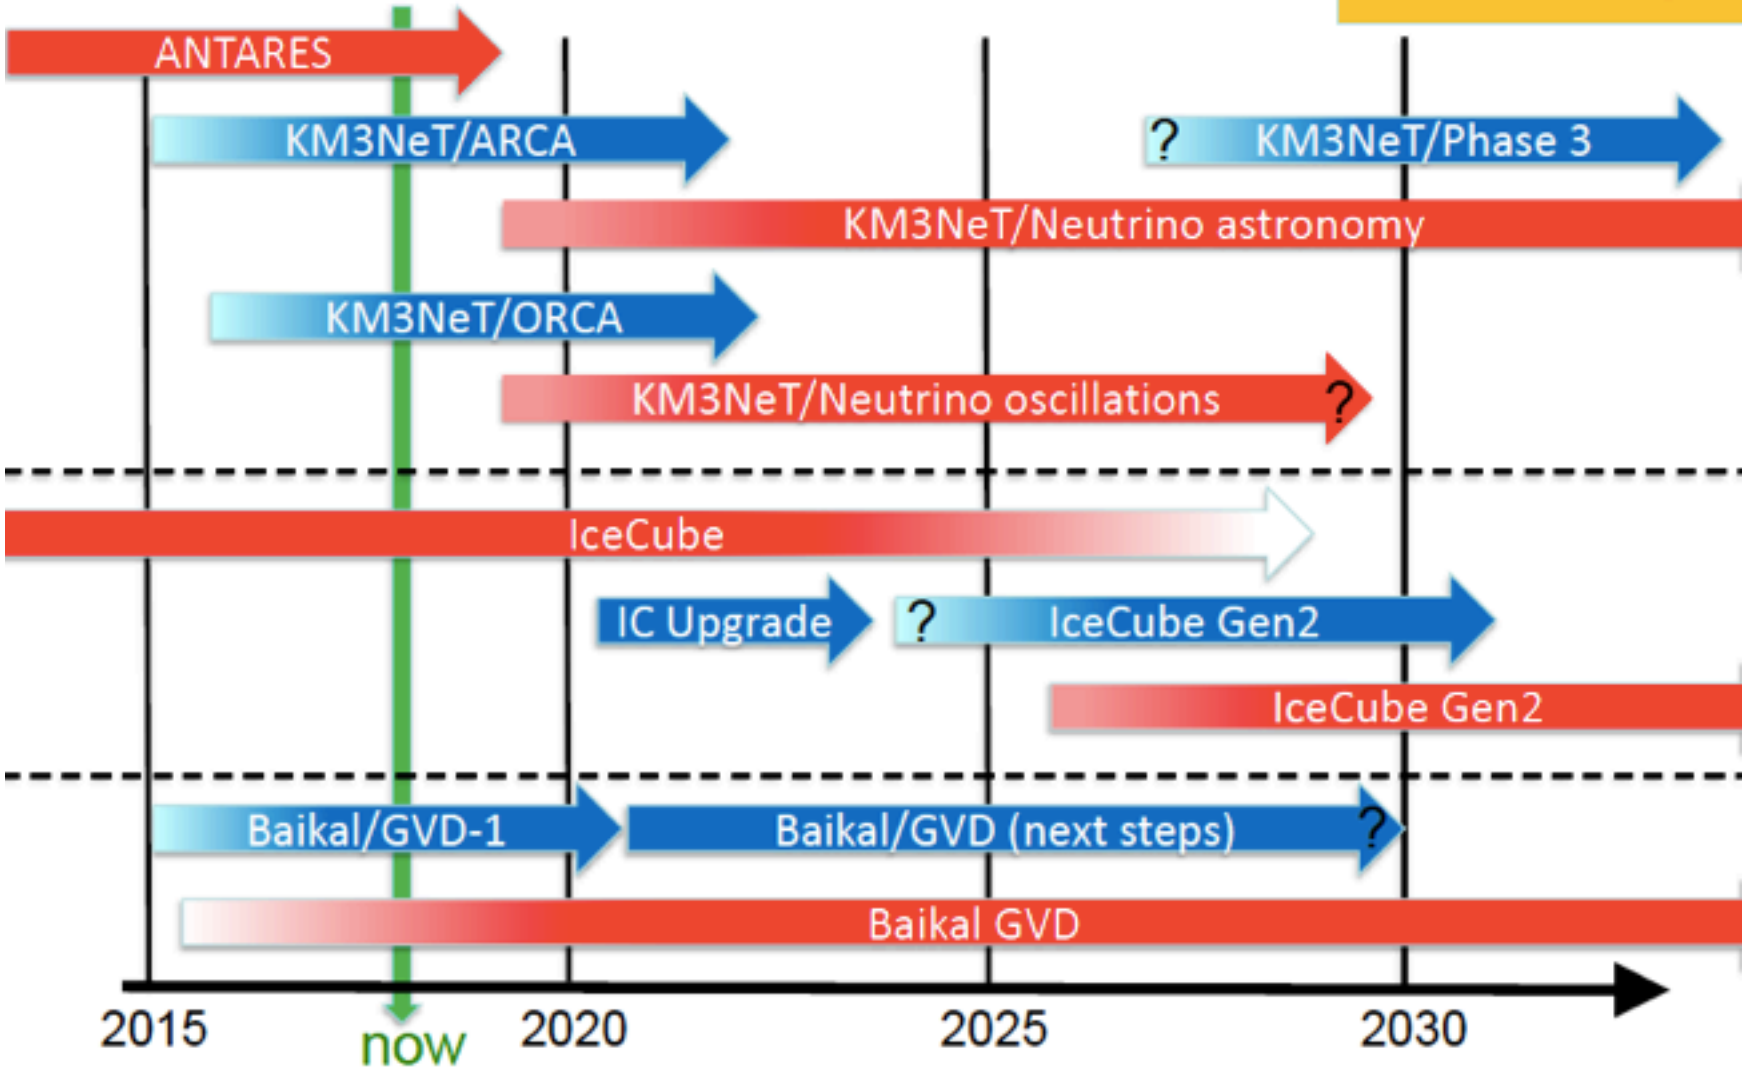 ANTARES
KM3NeT/ARCA
? KM3NeT/Phase 3
KM3NeT/Neutrino astronomy
KM3NeT/ORCA
KM3NeT/Neutrino oscillations ?
IceCube
IC Upgrade
? IceCube Gen2
IceCube Gen2
Baikal/GVD-1
Baikal/GVD (next steps) ?
Baikal GVD
2015
now
2020
2025
2030